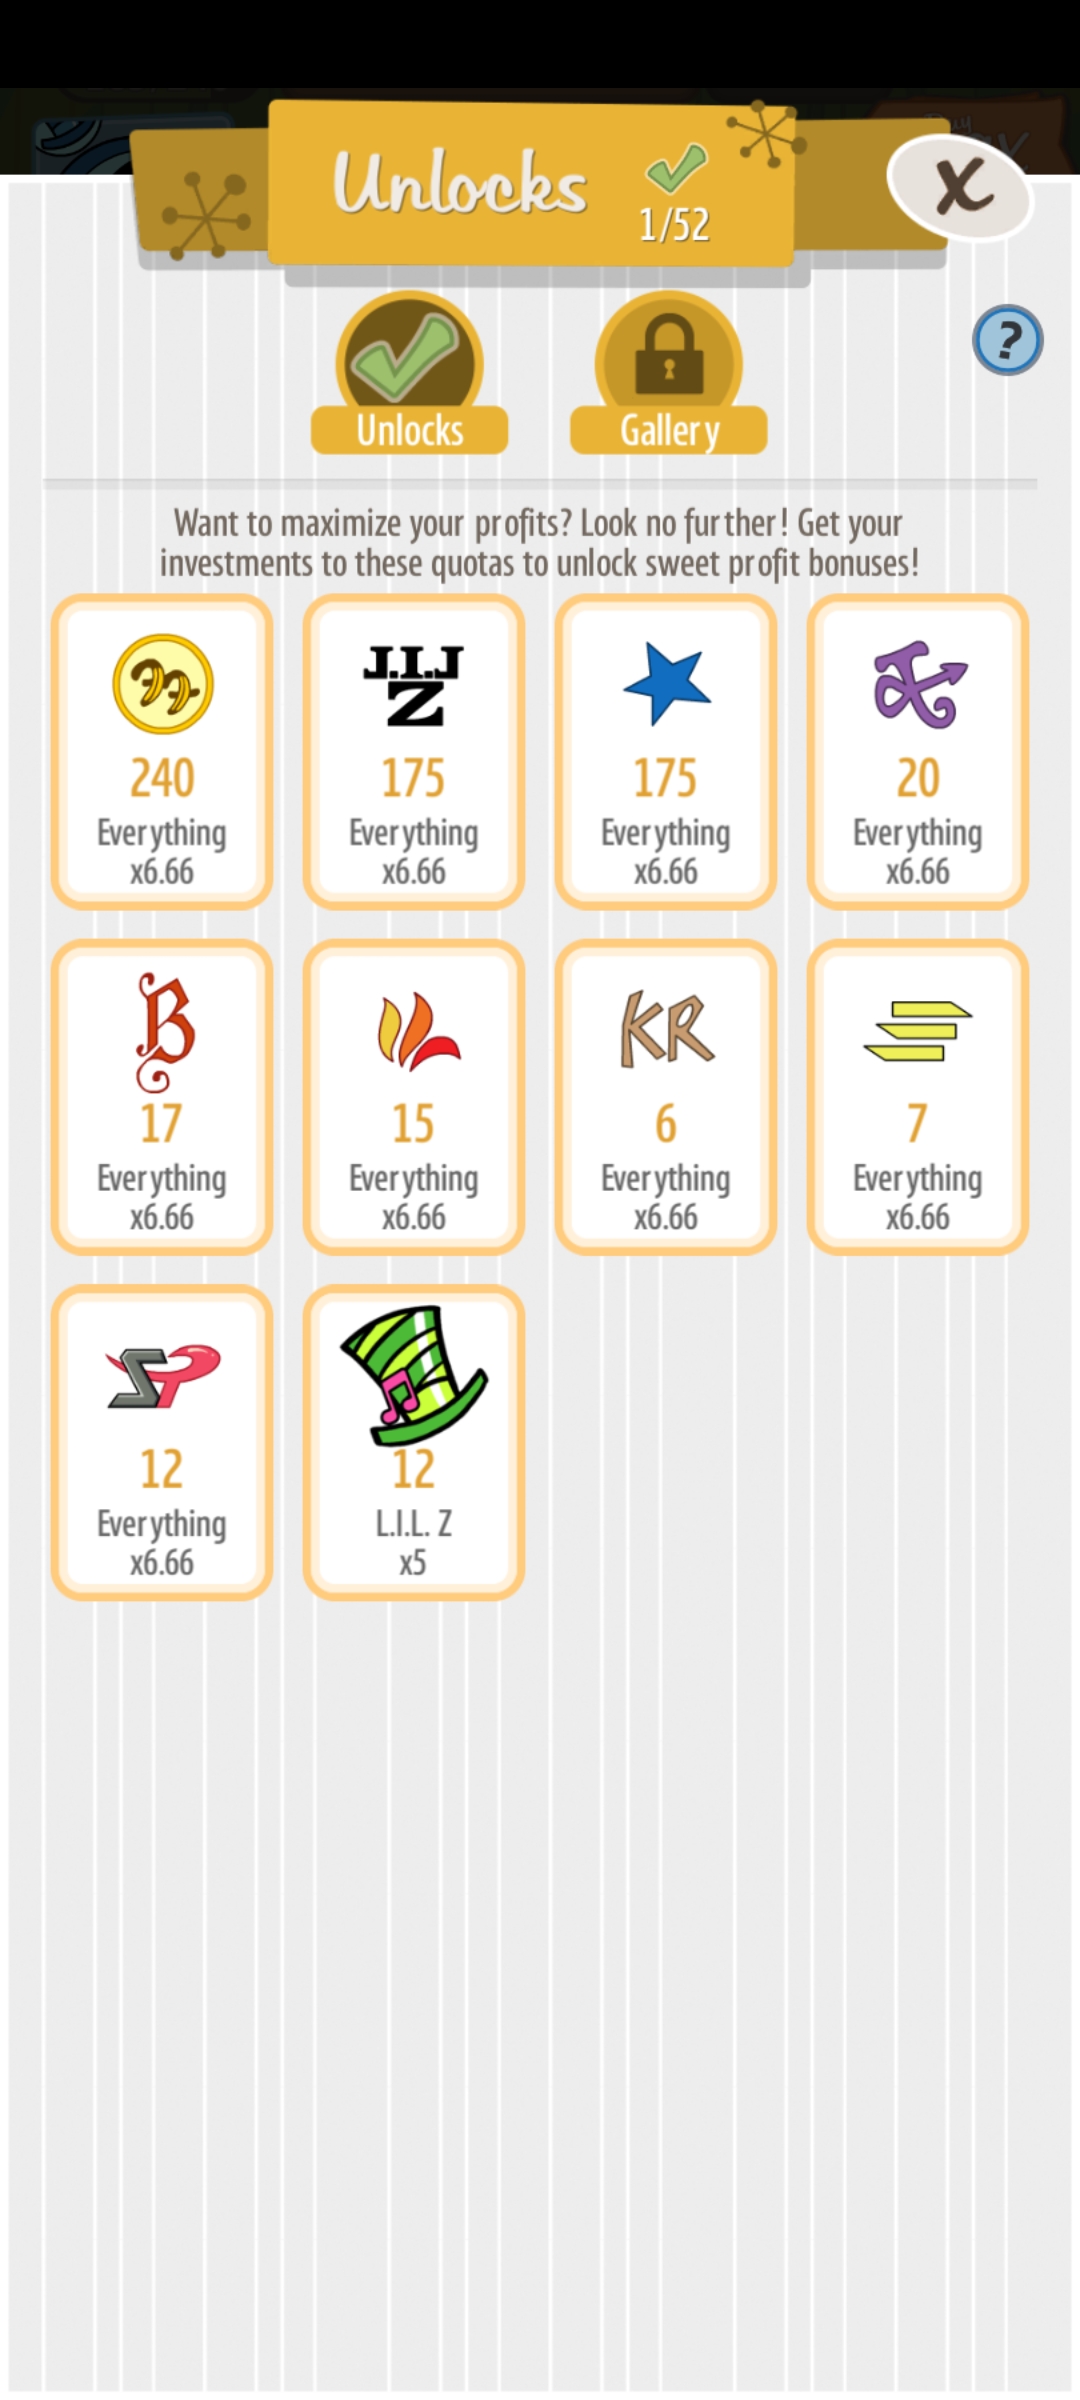 Unlocks
1/52
X
?
Unlocks
Gallery
Want to maximize your profits? Look no further! Get your
investments to these quotas to unlock sweet profit bonuses!
240
Everything
x6.66
J.I.J
Z
175
Everything
x6.66
175
Everything
x6.66
20
Everything
x6.66
B
17
Everything
x6.66
15
Everything
x6.66
KR
6
Everything
x6.66
7
Everything
x6.66
SP
12
Everything
x6.66
12
L.I.L. Z
x5